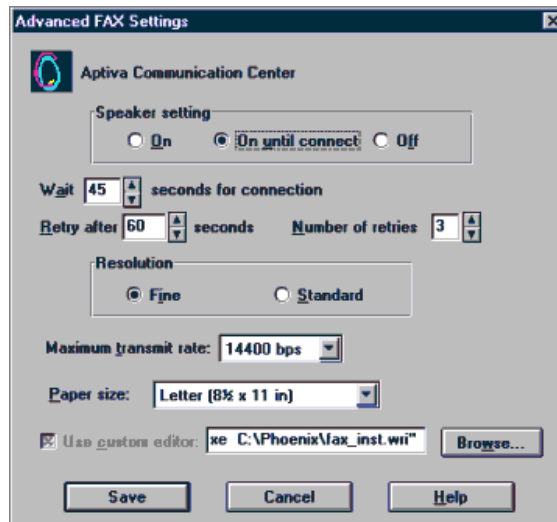 Advanced FAX Settings
Aptiva Communication Center
Speaker setting
On On until connect Off
Wait 45 seconds for connection
Retry after 60 seconds Number of retries 3
Resolution
Fine Standard
Maximum transmit rate: 14400 bps
Paper size: Letter (8½ x 11 in)
Use custom editor: xe C:\Phoenix\fax_inst.wri" Browse...
Save Cancel Help